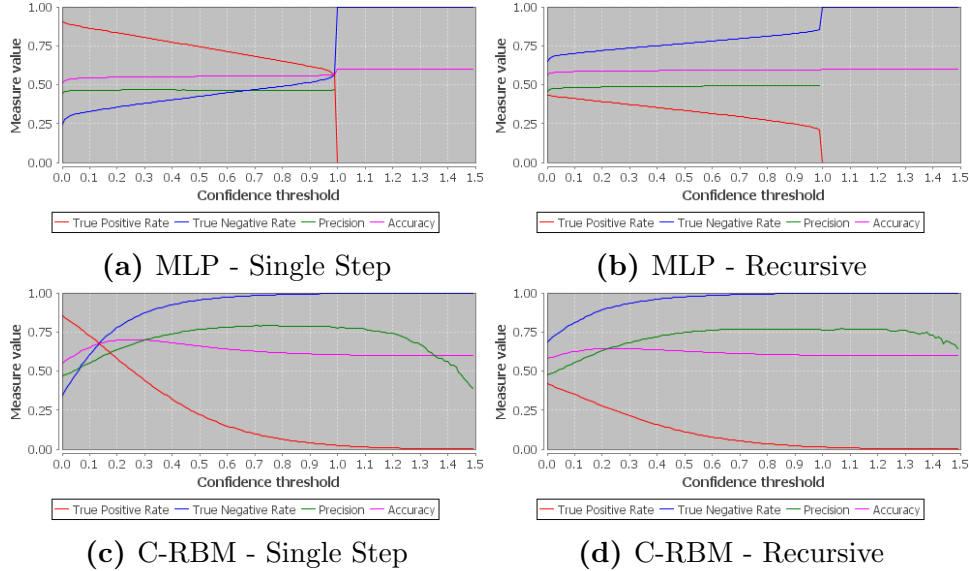 1.00
0.75
0.50
0.25
0.00
Measure value
0.0 0.1 0.2 0.3 0.4 0.5 0.6 0.7 0.8 0.9 1.0 1.1 1.2 1.3 1.4 1.5
Confidence threshold
True Positive Rate True Negative Rate Precision Accuracy
(a) MLP - Single Step
1.00
0.75
0.50
0.25
0.00
Measure value
0.0 0.1 0.2 0.3 0.4 0.5 0.6 0.7 0.8 0.9 1.0 1.1 1.2 1.3 1.4 1.5
Confidence threshold
True Positive Rate True Negative Rate Precision Accuracy
(b) MLP - Recursive
1.00
0.75
0.50
0.25
0.00
Measure value
0.0 0.1 0.2 0.3 0.4 0.5 0.6 0.7 0.8 0.9 1.0 1.1 1.2 1.3 1.4 1.5
Confidence threshold
True Positive Rate True Negative Rate Precision Accuracy
(c) C-RBM - Single Step
1.00
0.75
0.50
0.25
0.00
Measure value
0.0 0.1 0.2 0.3 0.4 0.5 0.6 0.7 0.8 0.9 1.0 1.1 1.2 1.3 1.4 1.5
Confidence threshold
True Positive Rate True Negative Rate Precision Accuracy
(d) C-RBM - Recursive